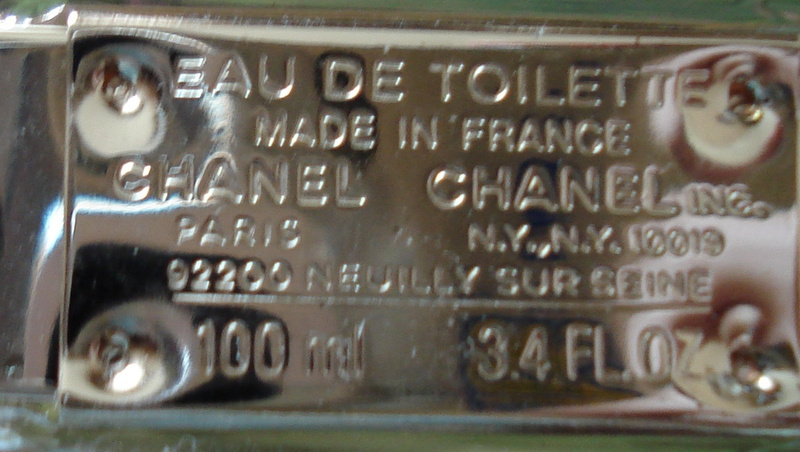 EAU DE TOILETTE
MADE IN FRANCE
CHANEL CHANEL INC.
PARIS N.Y., N.Y. 10019
92200 NEUILLY SUR SEINE
100 ml 3.4 FL.OZ